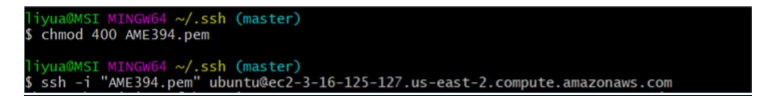 liyua@MSI MINGW64 ~/.ssh (master)
$ chmod 400 AME394.pem
liyua@MSI MINGW64 ~/.ssh (master)
$ ssh -i "AME394.pem" ubuntu@ec2-3-16-125-127.us-east-2.compute.amazonaws.com